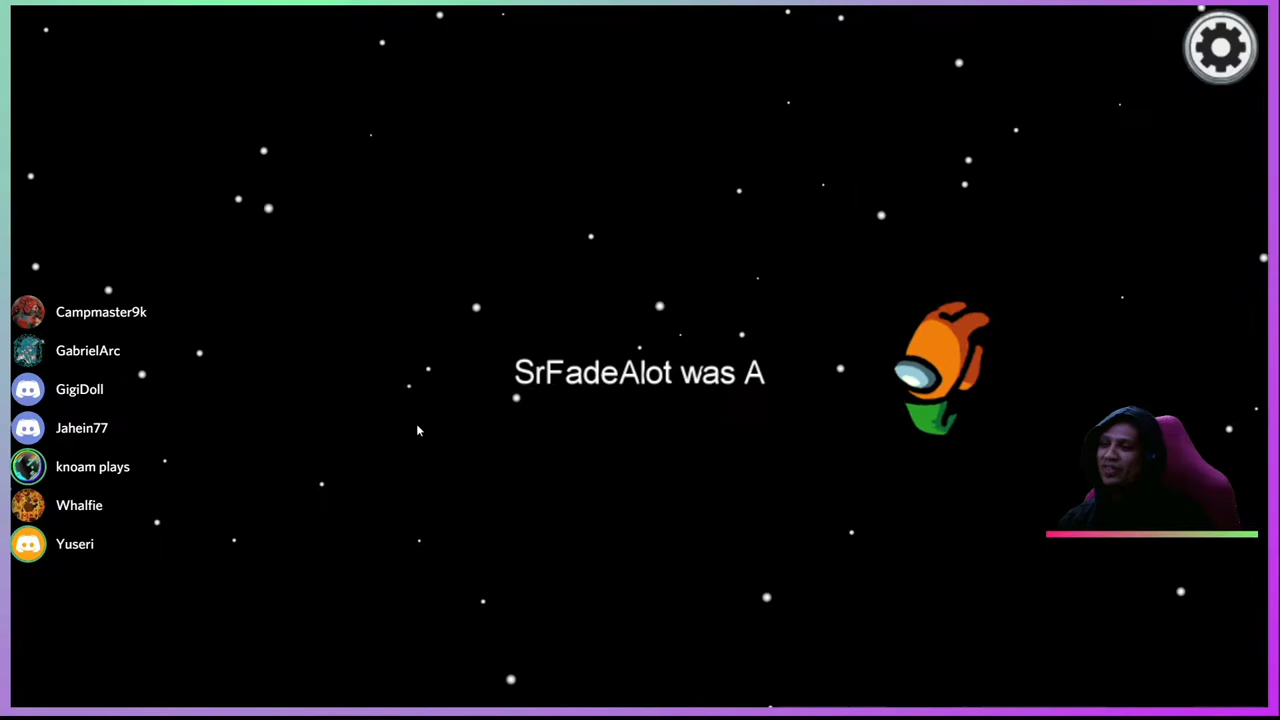 Campmaster9k
GabrielArc
SrFadeAlot was A
GigiDoll
Jahein77
knoam plays
Whalfie
Yuseri